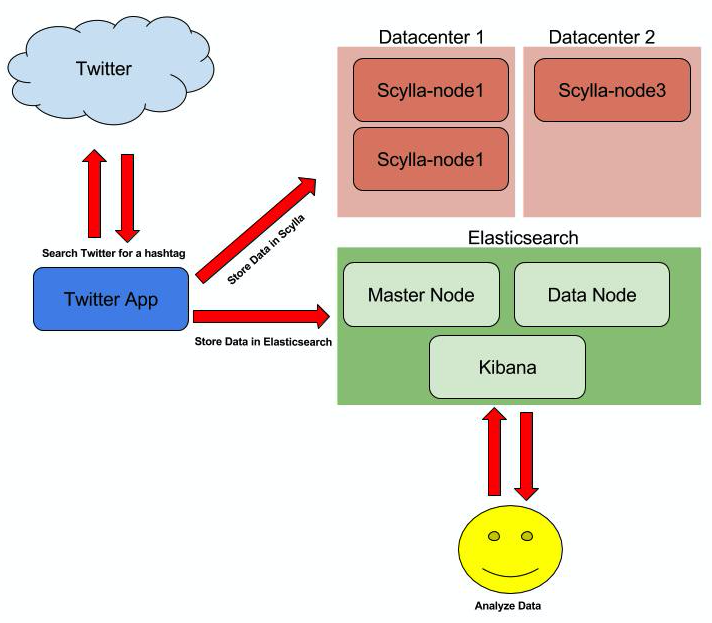 Twitter
Datacenter 1
Datacenter 2
Scylla-node1
Scylla-node3
Scylla-node1
Search Twitter for a hashtag
Twitter App
Store Data in Scylla
Store Data in Elasticsearch
Elasticsearch
Master Node
Data Node
Kibana
Analyze Data